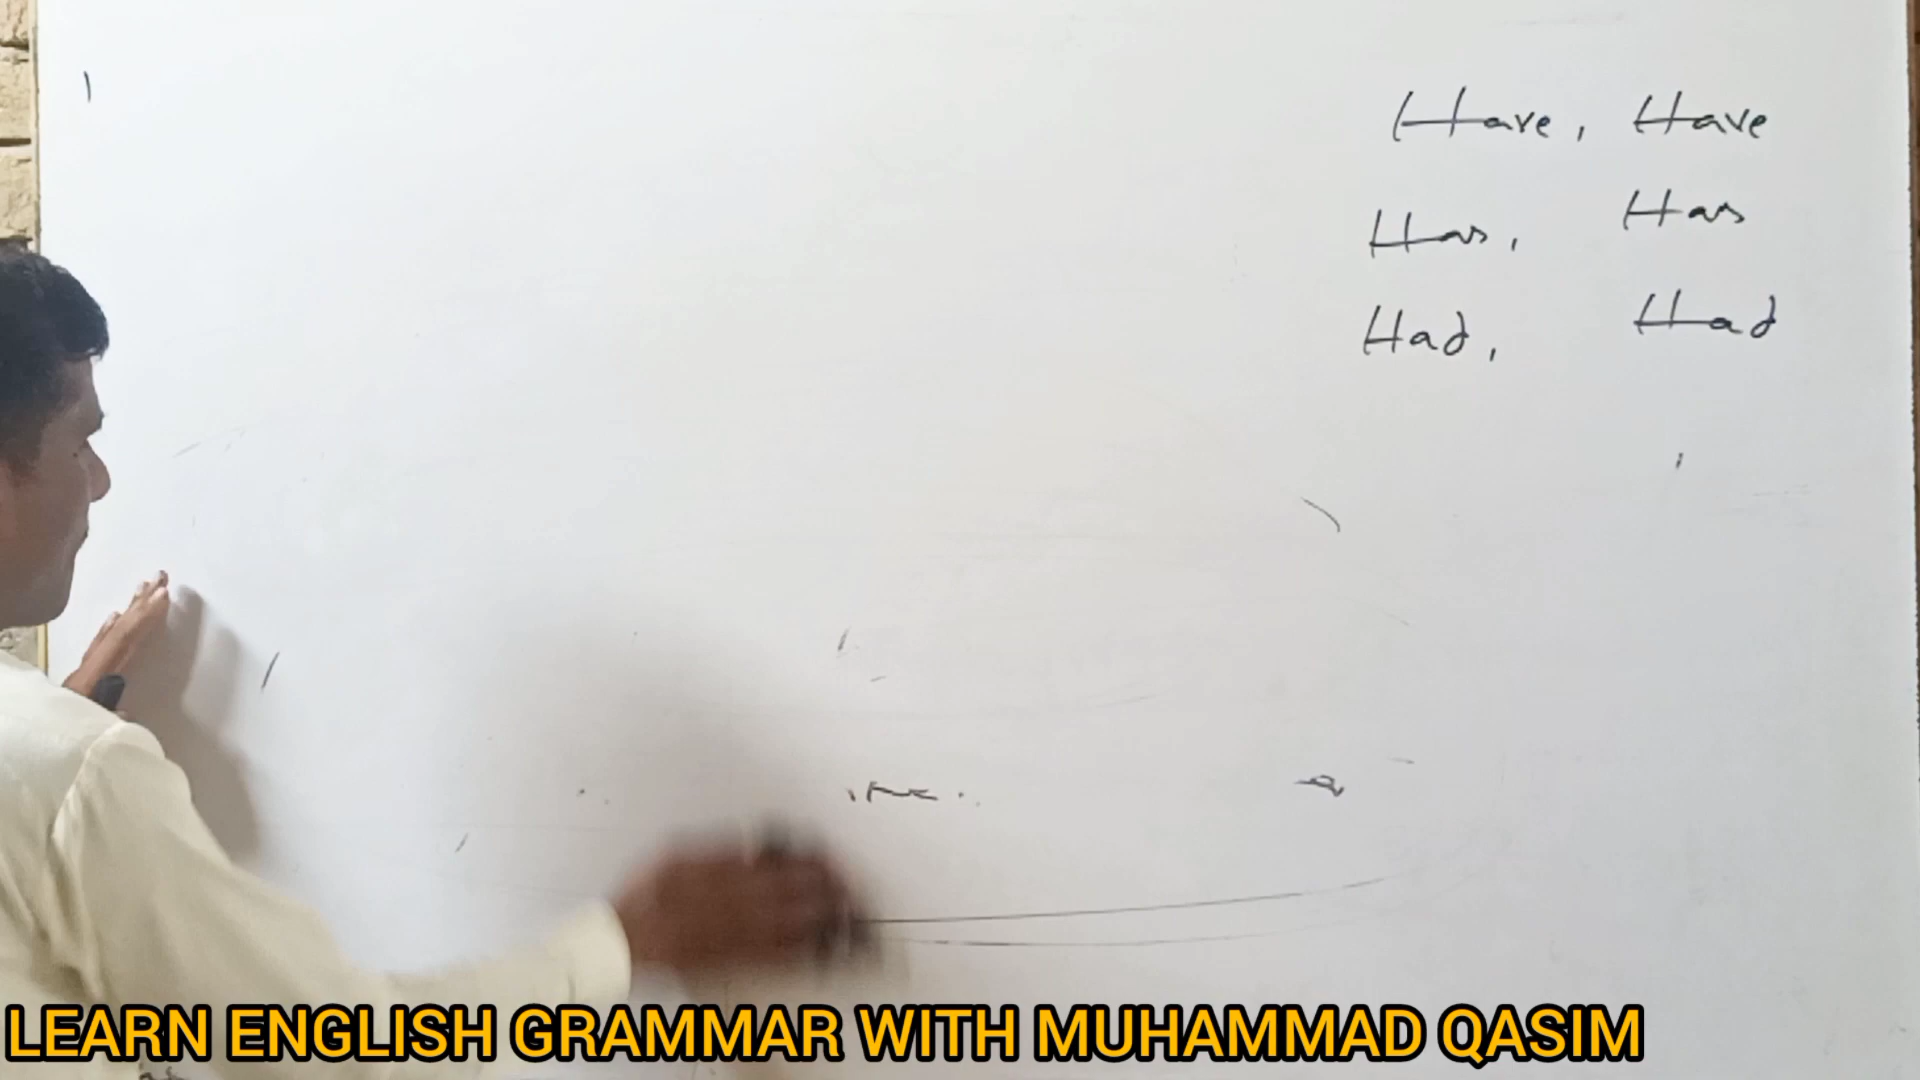 Have, Have
Has, Has
Had, Had
LEARN ENGLISH GRAMMAR WITH MUHAMMAD QASIM